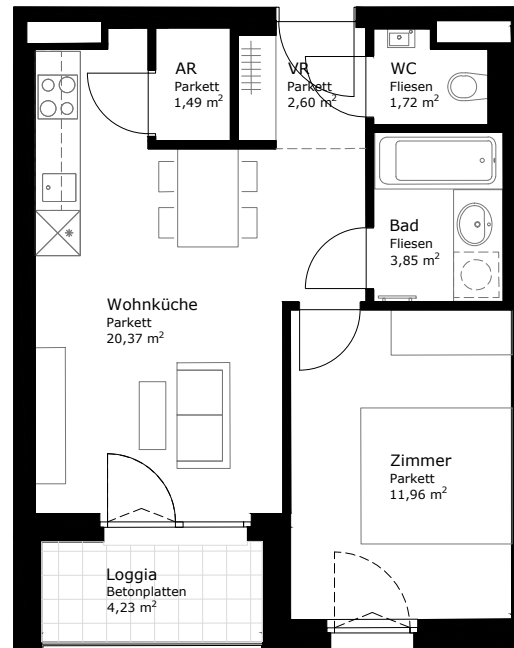 AR
Parkett
1,49 m²
VR
Parkett
2,60 m²
WC
Fliesen
1,72 m²
Bad
Fliesen
3,85 m²
Wohnküche
Parkett
20,37 m²
Zimmer
Parkett
11,96 m²
Loggia
Betonplatten
4,23 m²